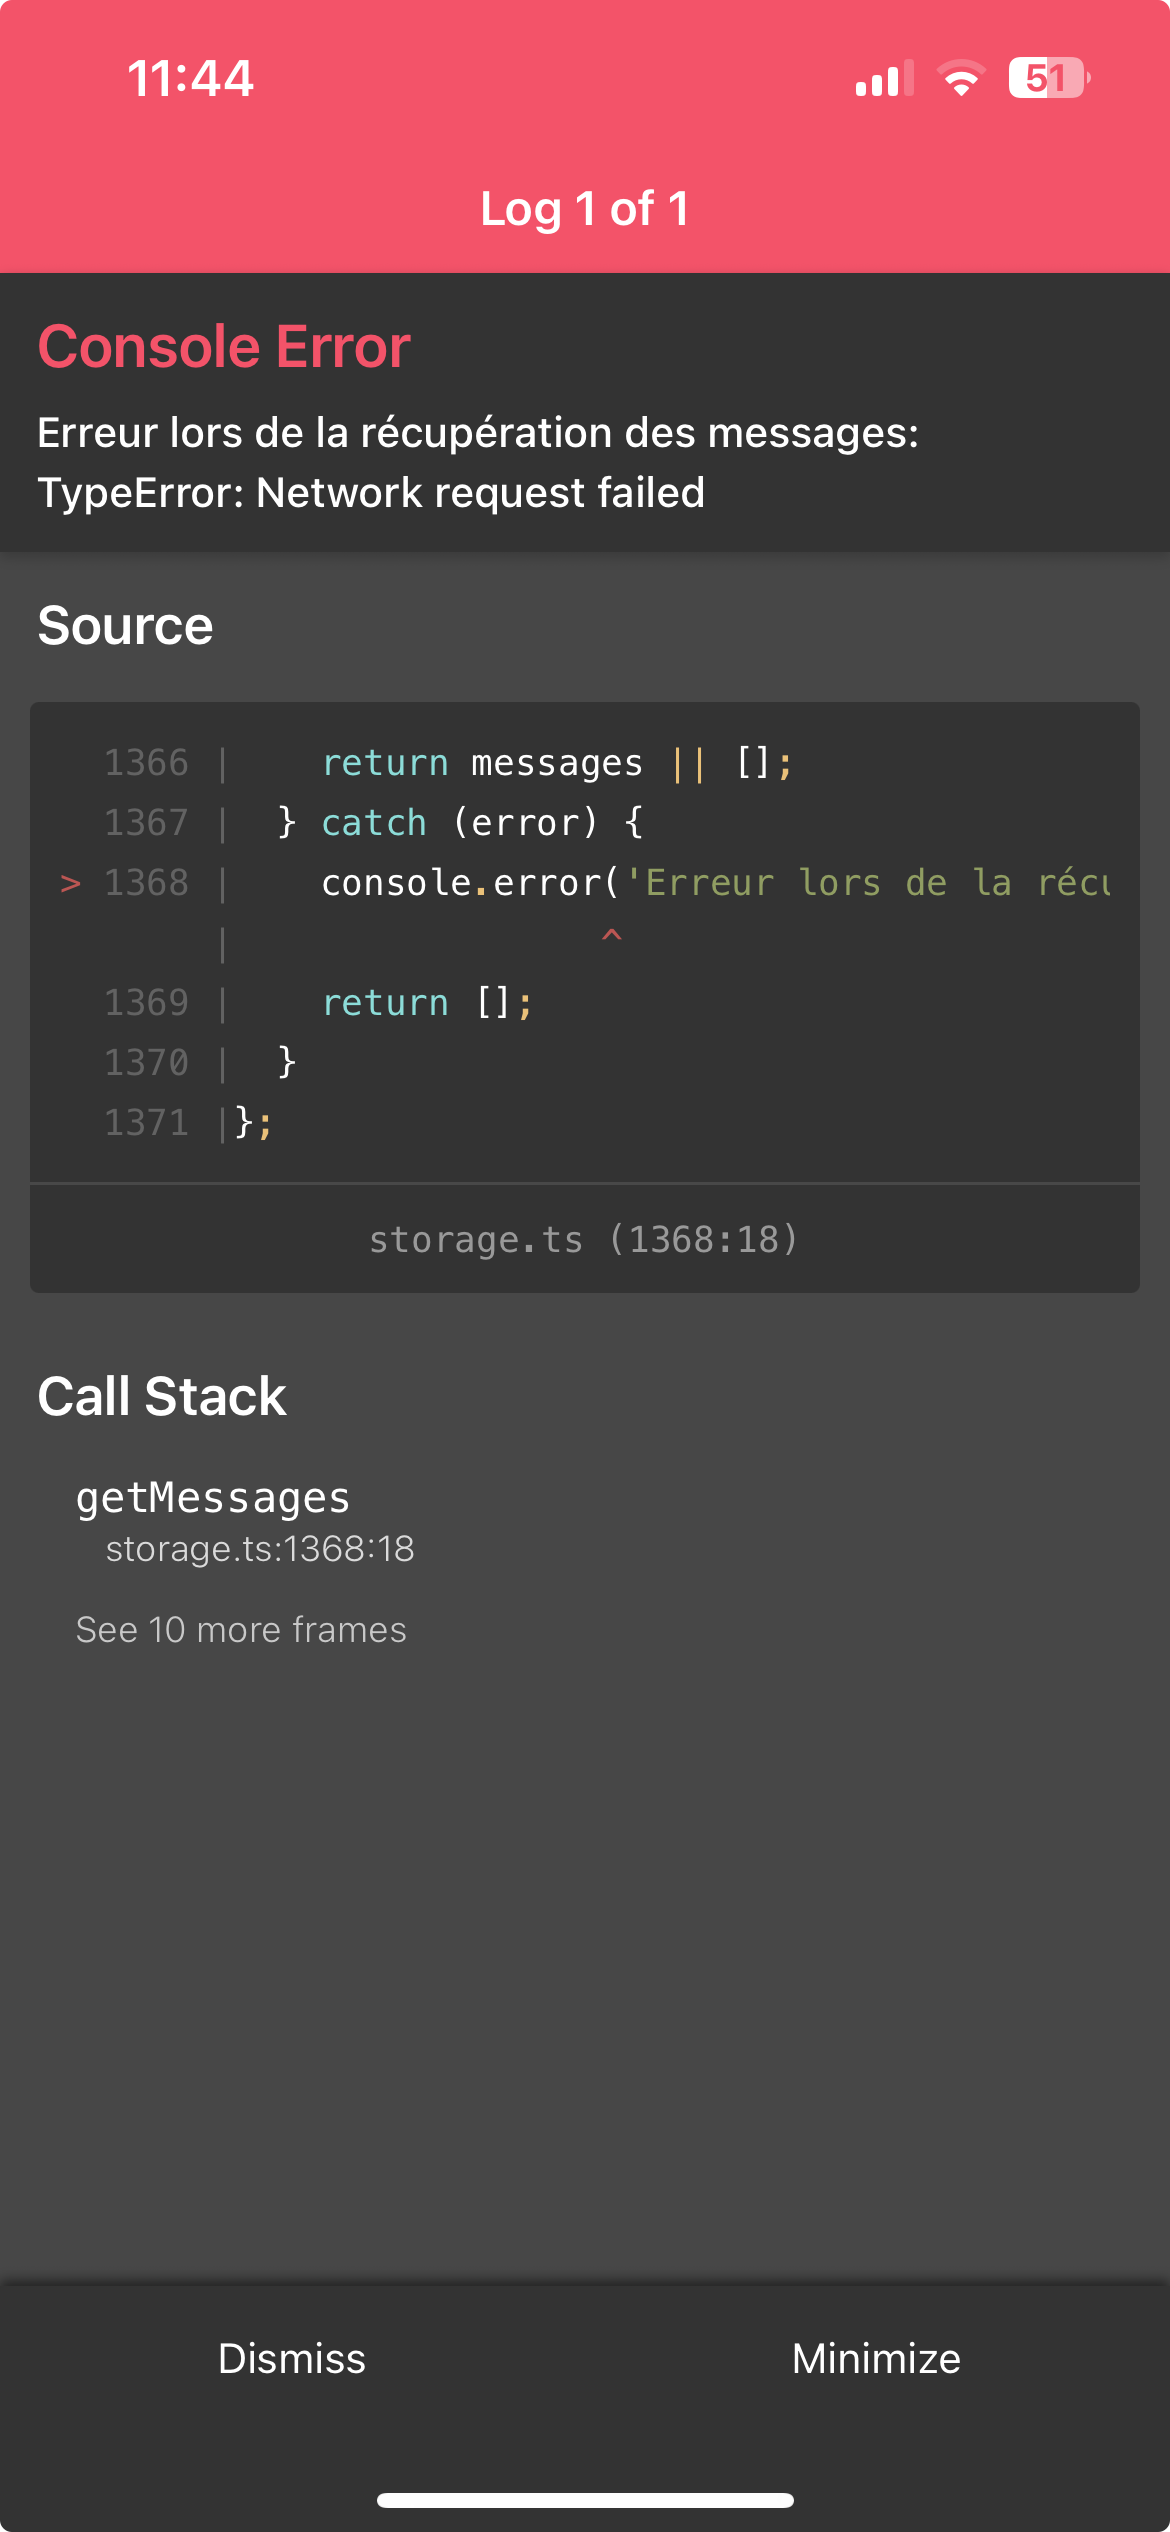 11:44
51
Log 1 of 1
Console Error
Erreur lors de la récupération des messages:
TypeError: Network request failed
Source
1366 |    return messages || [];
1367 |  } catch (error) {
> 1368 |    console.error('Erreur lors de la réc
|                 ^
1369 |    return [];
1370 |  }
1371 |};
storage.ts (1368:18)
Call Stack
getMessages
storage.ts:1368:18
See 10 more frames
Dismiss
Minimize